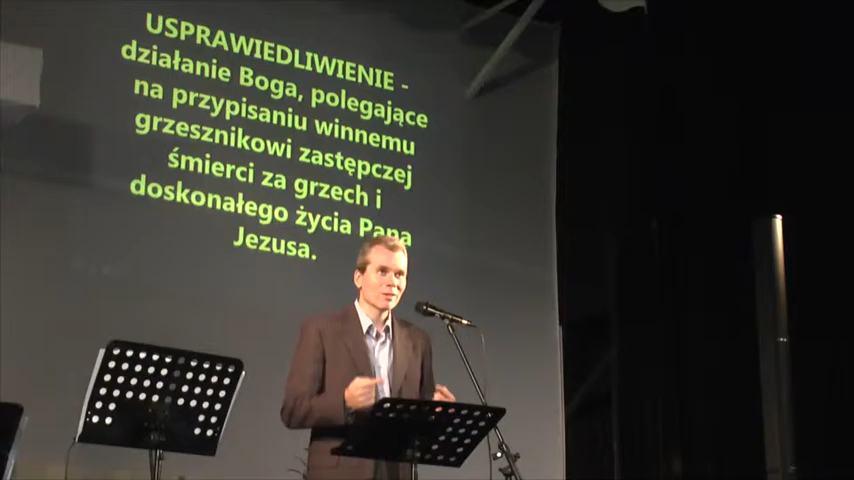 USPRAWIEDLIWIENIE -
działanie Boga, polegające
na przypisaniu winnemu
grzesznikowi zastępczej
śmierci za grzech i
doskonałego życia Pana
Jezusa.